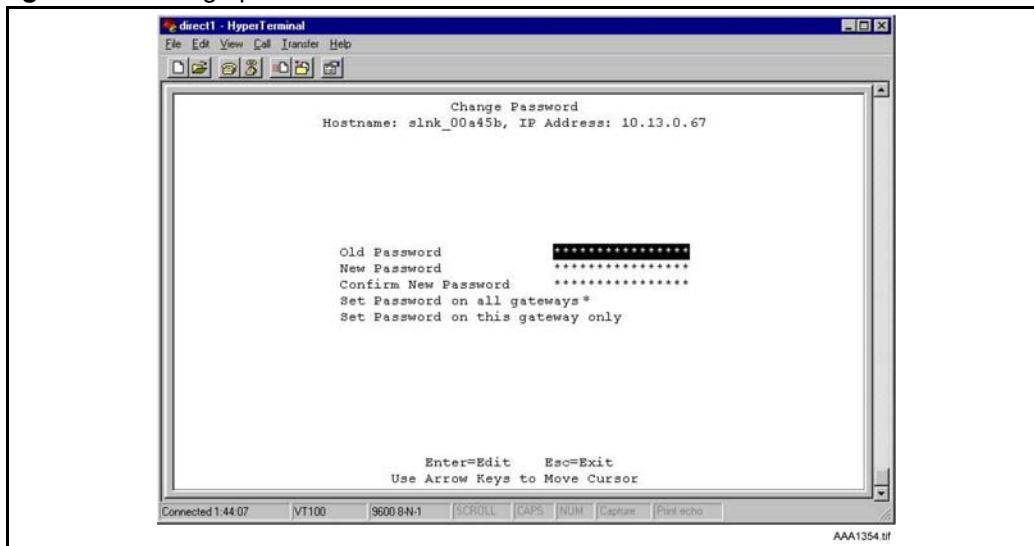 direct1 - HyperTerminal
File Edit View Call Transfer Help
Change Password
Hostname: slnk_00a45b, IP Address: 10.13.0.67
Old Password ****************
New Password ****************
Confirm New Password ****************
Set Password on all gateways*
Set Password on this gateway only
Enter=Edit Esc=Exit
Use Arrow Keys to Move Cursor
Connected 1:44:07 VT100 9600 8-N-1 SCROLL CAPS NUM Capture Print echo
AAA1354.tif